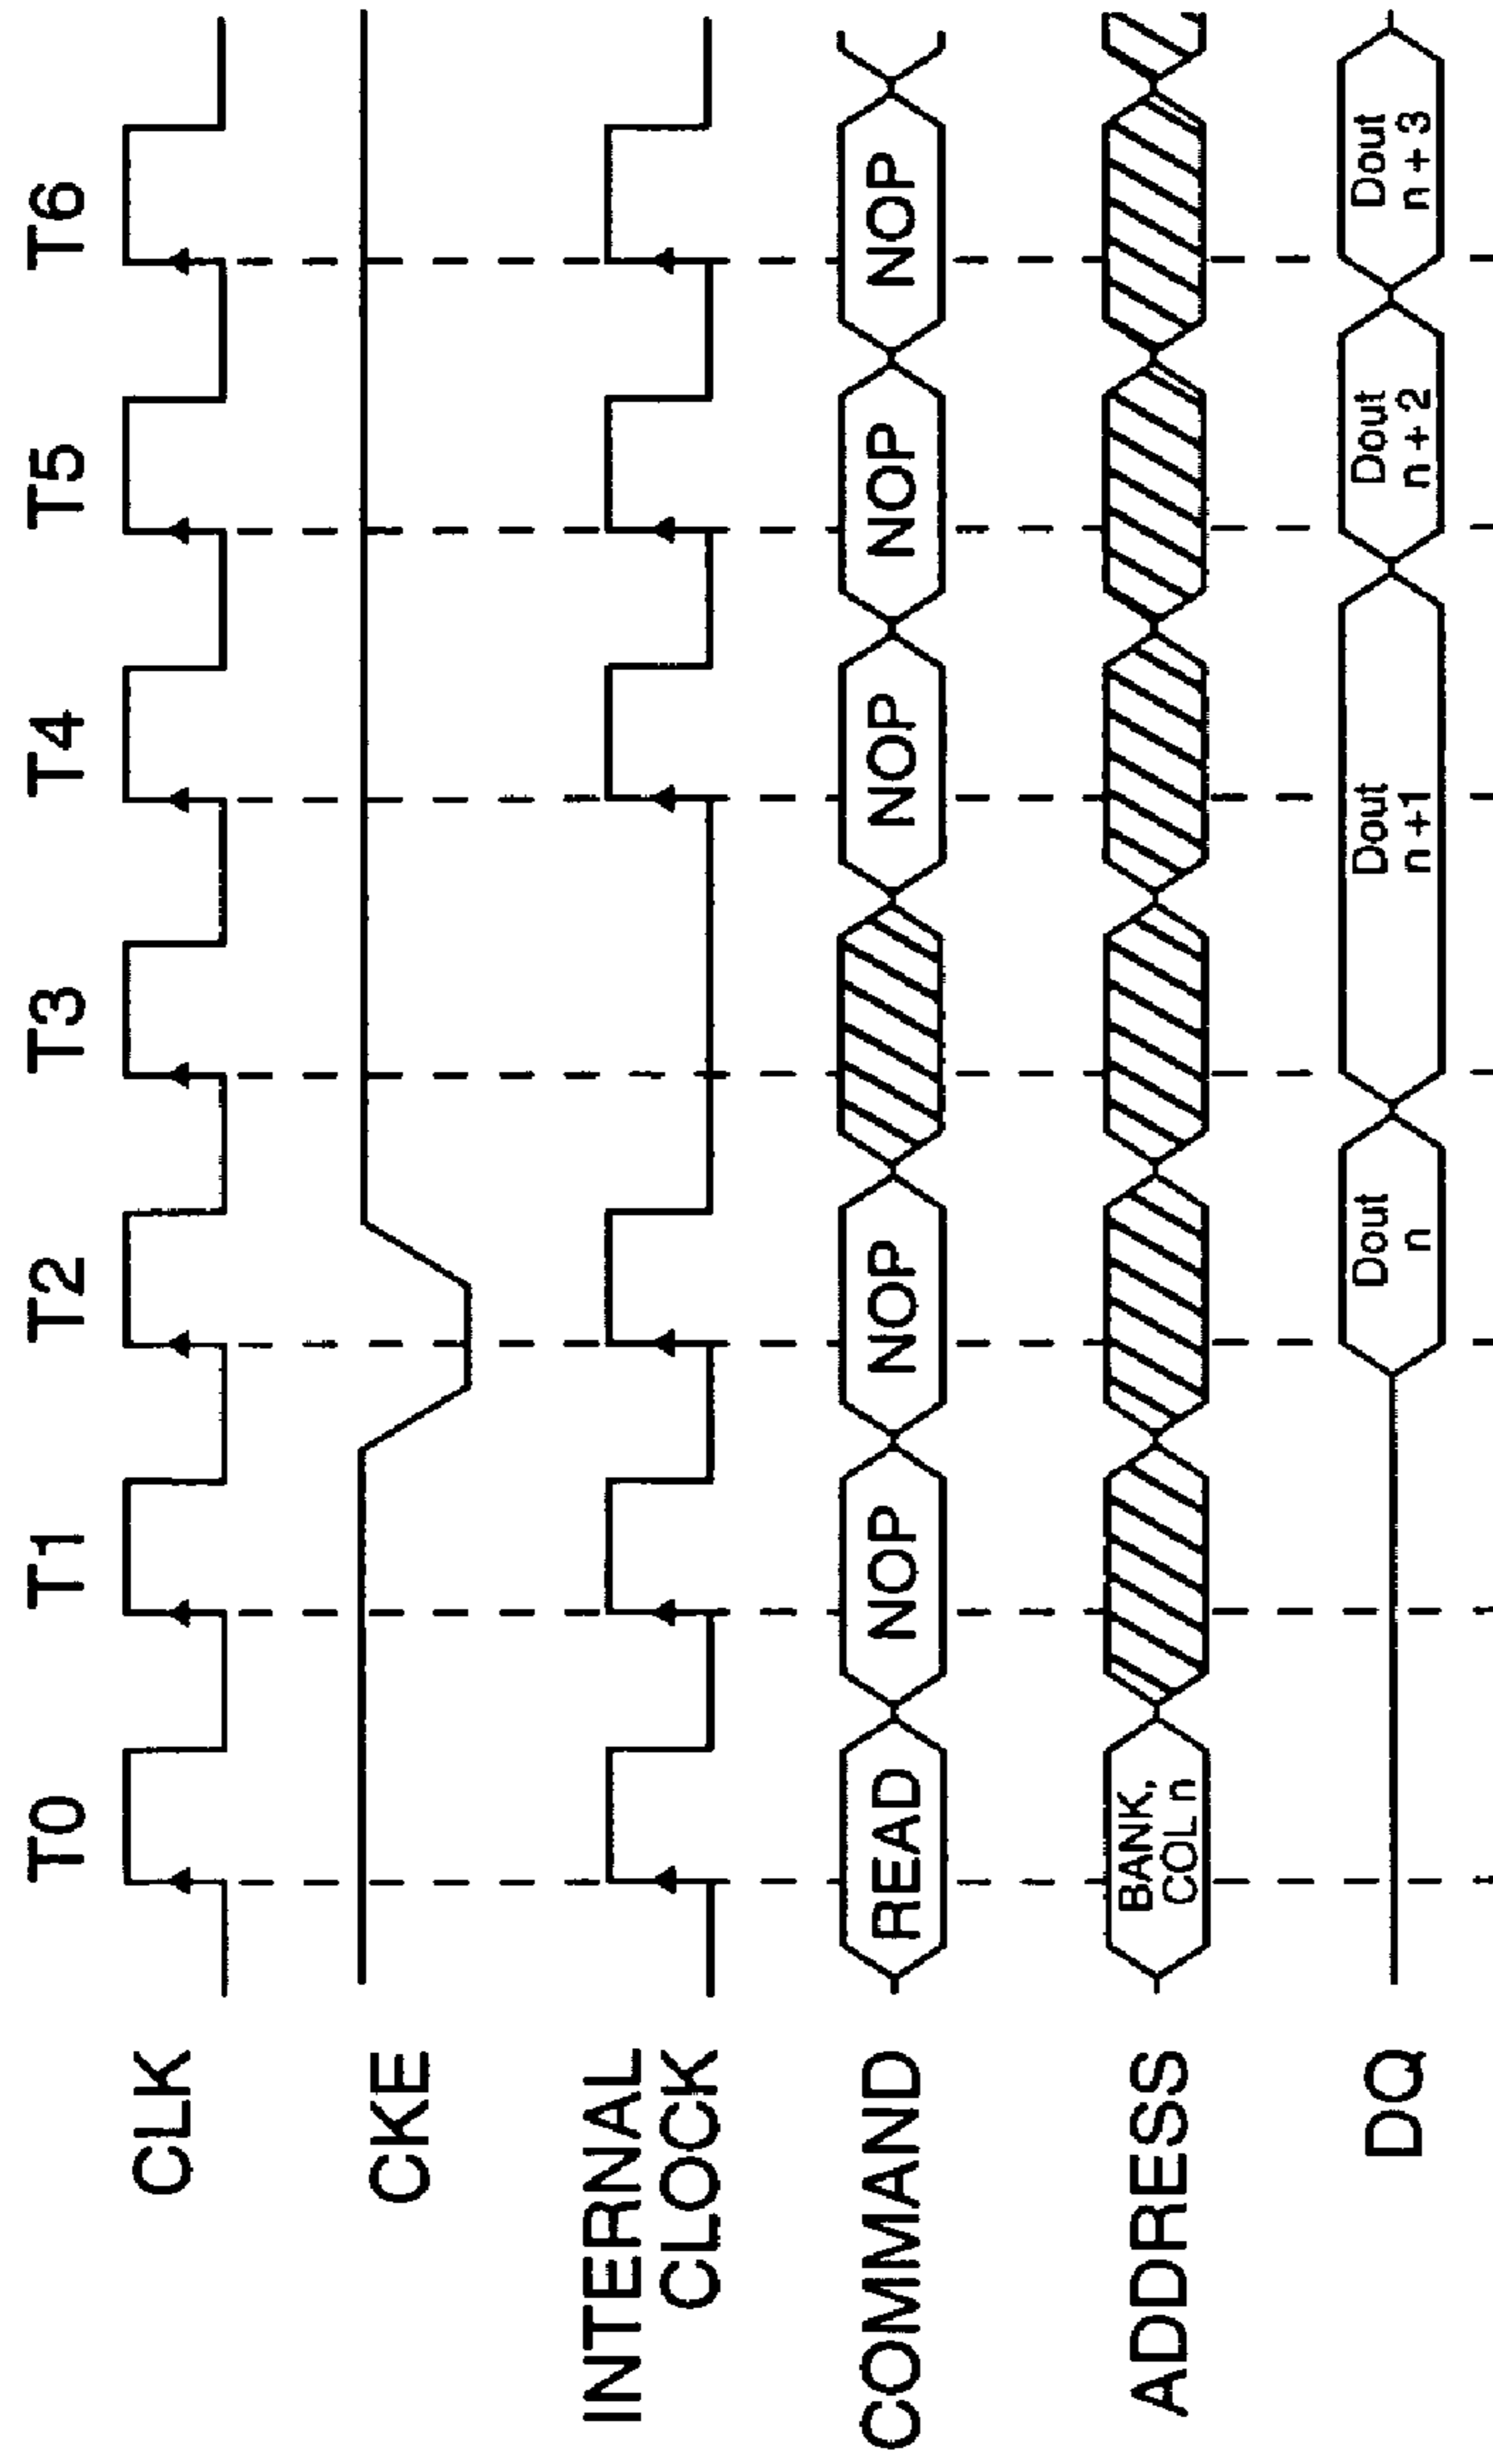 T0 T1 T2 T3 T4 T5 T6
CLK
CKE
INTERNAL
CLOCK
COMMAND READ NOP NOP NOP NOP NOP
ADDRESS BANK,
COL n
DQ Dout
n Dout
n+1 Dout
n+2 Dout
n+3